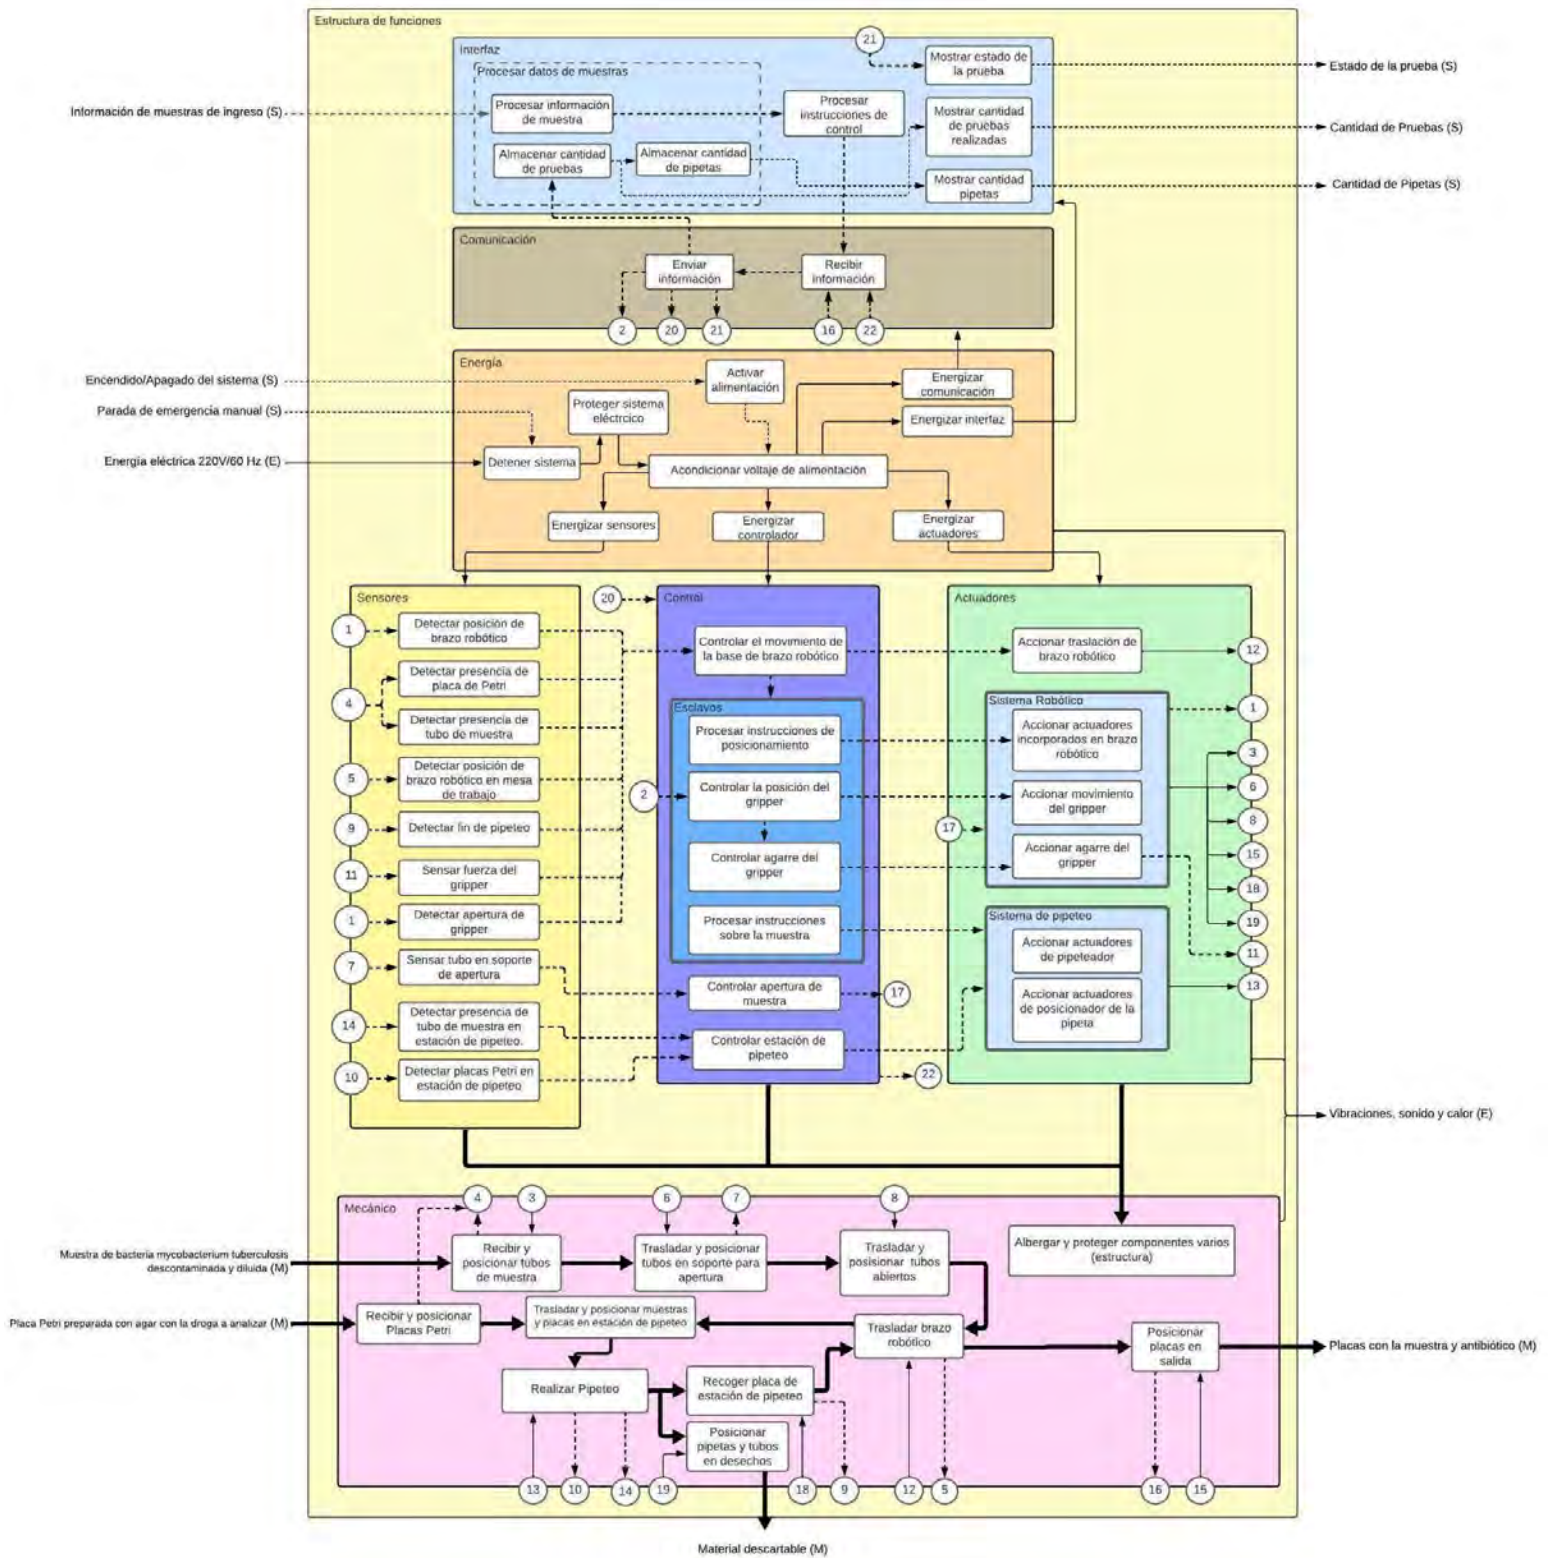 Estructura de funciones
Interfaz
21
Mostrar estado de
la prueba
Estado de la prueba (S)
Procesar datos de muestras
Información de muestras de ingreso (S)
Procesar información
de muestra
Procesar
instrucciones de
control
Mostrar cantidad
de pruebas
realizadas
Cantidad de Pruebas (S)
Almacenar cantidad
de pruebas
Almacenar cantidad
de pipetas
Mostrar cantidad
pipetas
Cantidad de Pipetas (S)
Comunicación
Enviar
información
Recibir
información
2
20
21
16
22
Energía
Encendido/Apagado del sistema (S)
Activar
alimentación
Energizar
comunicación
Parada de emergencia manual (S)
Proteger sistema
eléctrcico
Energizar interfaz
Energía eléctrica 220V/60 Hz (E)
Detener sistema
Acondicionar voltaje de alimentación
Energizar sensores
Energizar
controlador
Energizar
actuadores
Sensores
1
Detectar posición de
brazo robótico
4
Detectar presencia de
placa de Petri
Detectar presencia de
tubo de muestra
5
Detectar posición de
brazo robótico en mesa
de trabajo
9
Detectar fin de pipeteo
11
Sensar fuerza del
gripper
1
Detectar apertura de
gripper
7
Sensar tubo en soporte
de apertura
14
Detectar presencia de
tubo de muestra en
estación de pipeteo.
10
Detectar placas Petri en
estación de pipeteo
20
Control
Controlar el movimiento de
la base de brazo robótico
Esclavos
Procesar instrucciones de
posicionamiento
2
Controlar la posición del
gripper
Controlar agarre del
gripper
Procesar instrucciones
sobre la muestra
Controlar apertura de
muestra
17
Controlar estación de
pipeteo
22
Actuadores
Accionar traslación de
brazo robótico
12
Sistema Robótico
1
Accionar actuadores
incorporados en brazo
robótico
3
6
Accionar movimiento
del gripper
17
8
Accionar agarre del
gripper
15
18
Sistema de pipeteo
19
Accionar actuadores
de pipeteador
11
13
Accionar actuadores
de posicionador de la
pipeta
Vibraciones, sonido y calor (E)
Mecánico
4
3
6
7
8
Muestra de bacteria mycobacterium tuberculosis
descontaminada y diluida (M)
Recibir y
posicionar tubos
de muestra
Trasladar y posicionar
tubos en soporte para
apertura
Trasladar y
posisionar tubos
abiertos
Albergar y proteger componentes varios
(estructura)
Placa Petri preparada con agar con la droga a analizar (M)
Recibir y posicionar
Placas Petri
Trasladar y posicionar muestras
y placas en estación de pipeteo
Trasladar brazo
robótico
Posicionar
placas en
salida
Placas con la muestra y antibiótico (M)
Realizar Pipeteo
Recoger placa de
estación de pipeteo
Posicionar
pipetas y tubos
en desechos
13
10
14
19
18
9
12
5
16
15
Material descartable (M)